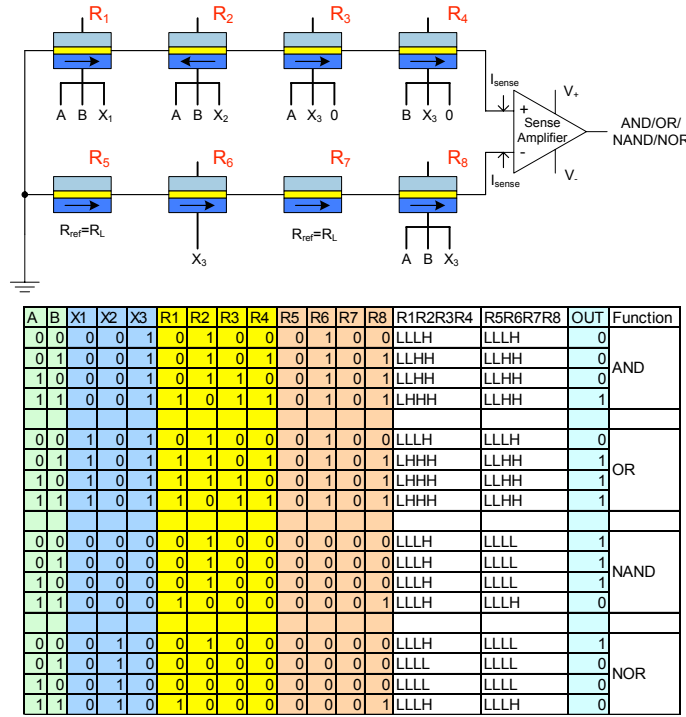 R1 R2 R3 R4
A B X1 A B X2 A X3 0 B X3 0
Isense
V+
+
Sense
Amplifier
-
AND/OR/
NAND/NOR
V-
Isense
R5 R6 R7 R8
Rref=RL X3 Rref=RL A B X3
A B X1 X2 X3 R1 R2 R3 R4 R5 R6 R7 R8 R1R2R3R4 R5R6R7R8 OUT Function
0 0 0 0 1 0 1 0 0 0 1 0 0 LLLH LLLH 0
0 1 0 0 1 0 1 0 1 0 1 0 1 LLHH LLHH 0
1 0 0 0 1 0 1 1 0 0 1 0 1 LLHH LLHH 0
1 1 0 0 1 1 0 1 1 0 1 0 1 LHHH LLHH 1
AND
0 0 1 0 1 0 1 0 0 0 1 0 0 LLLH LLLH 0
0 1 1 0 1 1 1 0 1 0 1 0 1 LHHH LLHH 1
1 0 1 0 1 1 1 1 0 0 1 0 1 LHHH LLHH 1
1 1 1 0 1 1 0 1 1 0 1 0 1 LHHH LLHH 1
OR
0 0 0 0 0 0 1 0 0 0 0 0 0 LLLH LLLL 1
0 1 0 0 0 0 1 0 0 0 0 0 0 LLLH LLLL 1
1 0 0 0 0 0 1 0 0 0 0 0 0 LLLH LLLL 1
1 1 0 0 0 1 0 0 0 0 0 0 1 LLLH LLLH 0
NAND
0 0 0 1 0 0 1 0 0 0 0 0 0 LLLH LLLL 1
0 1 0 1 0 0 0 0 0 0 0 0 0 LLLL LLLL 0
1 0 0 1 0 0 0 0 0 0 0 0 0 LLLL LLLL 0
1 1 0 1 0 1 0 0 0 0 0 0 1 LLLH LLLH 0
NOR